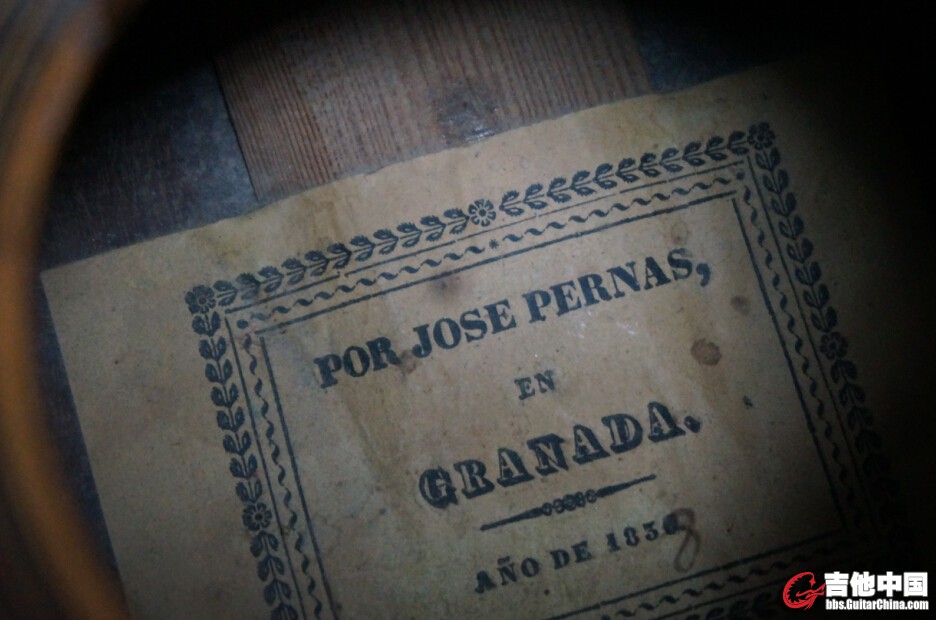 POR JOSE PERNAS,
EN
GRANADA.
AÑO DE 1838
吉他中国
bbs.GuitarChina.com